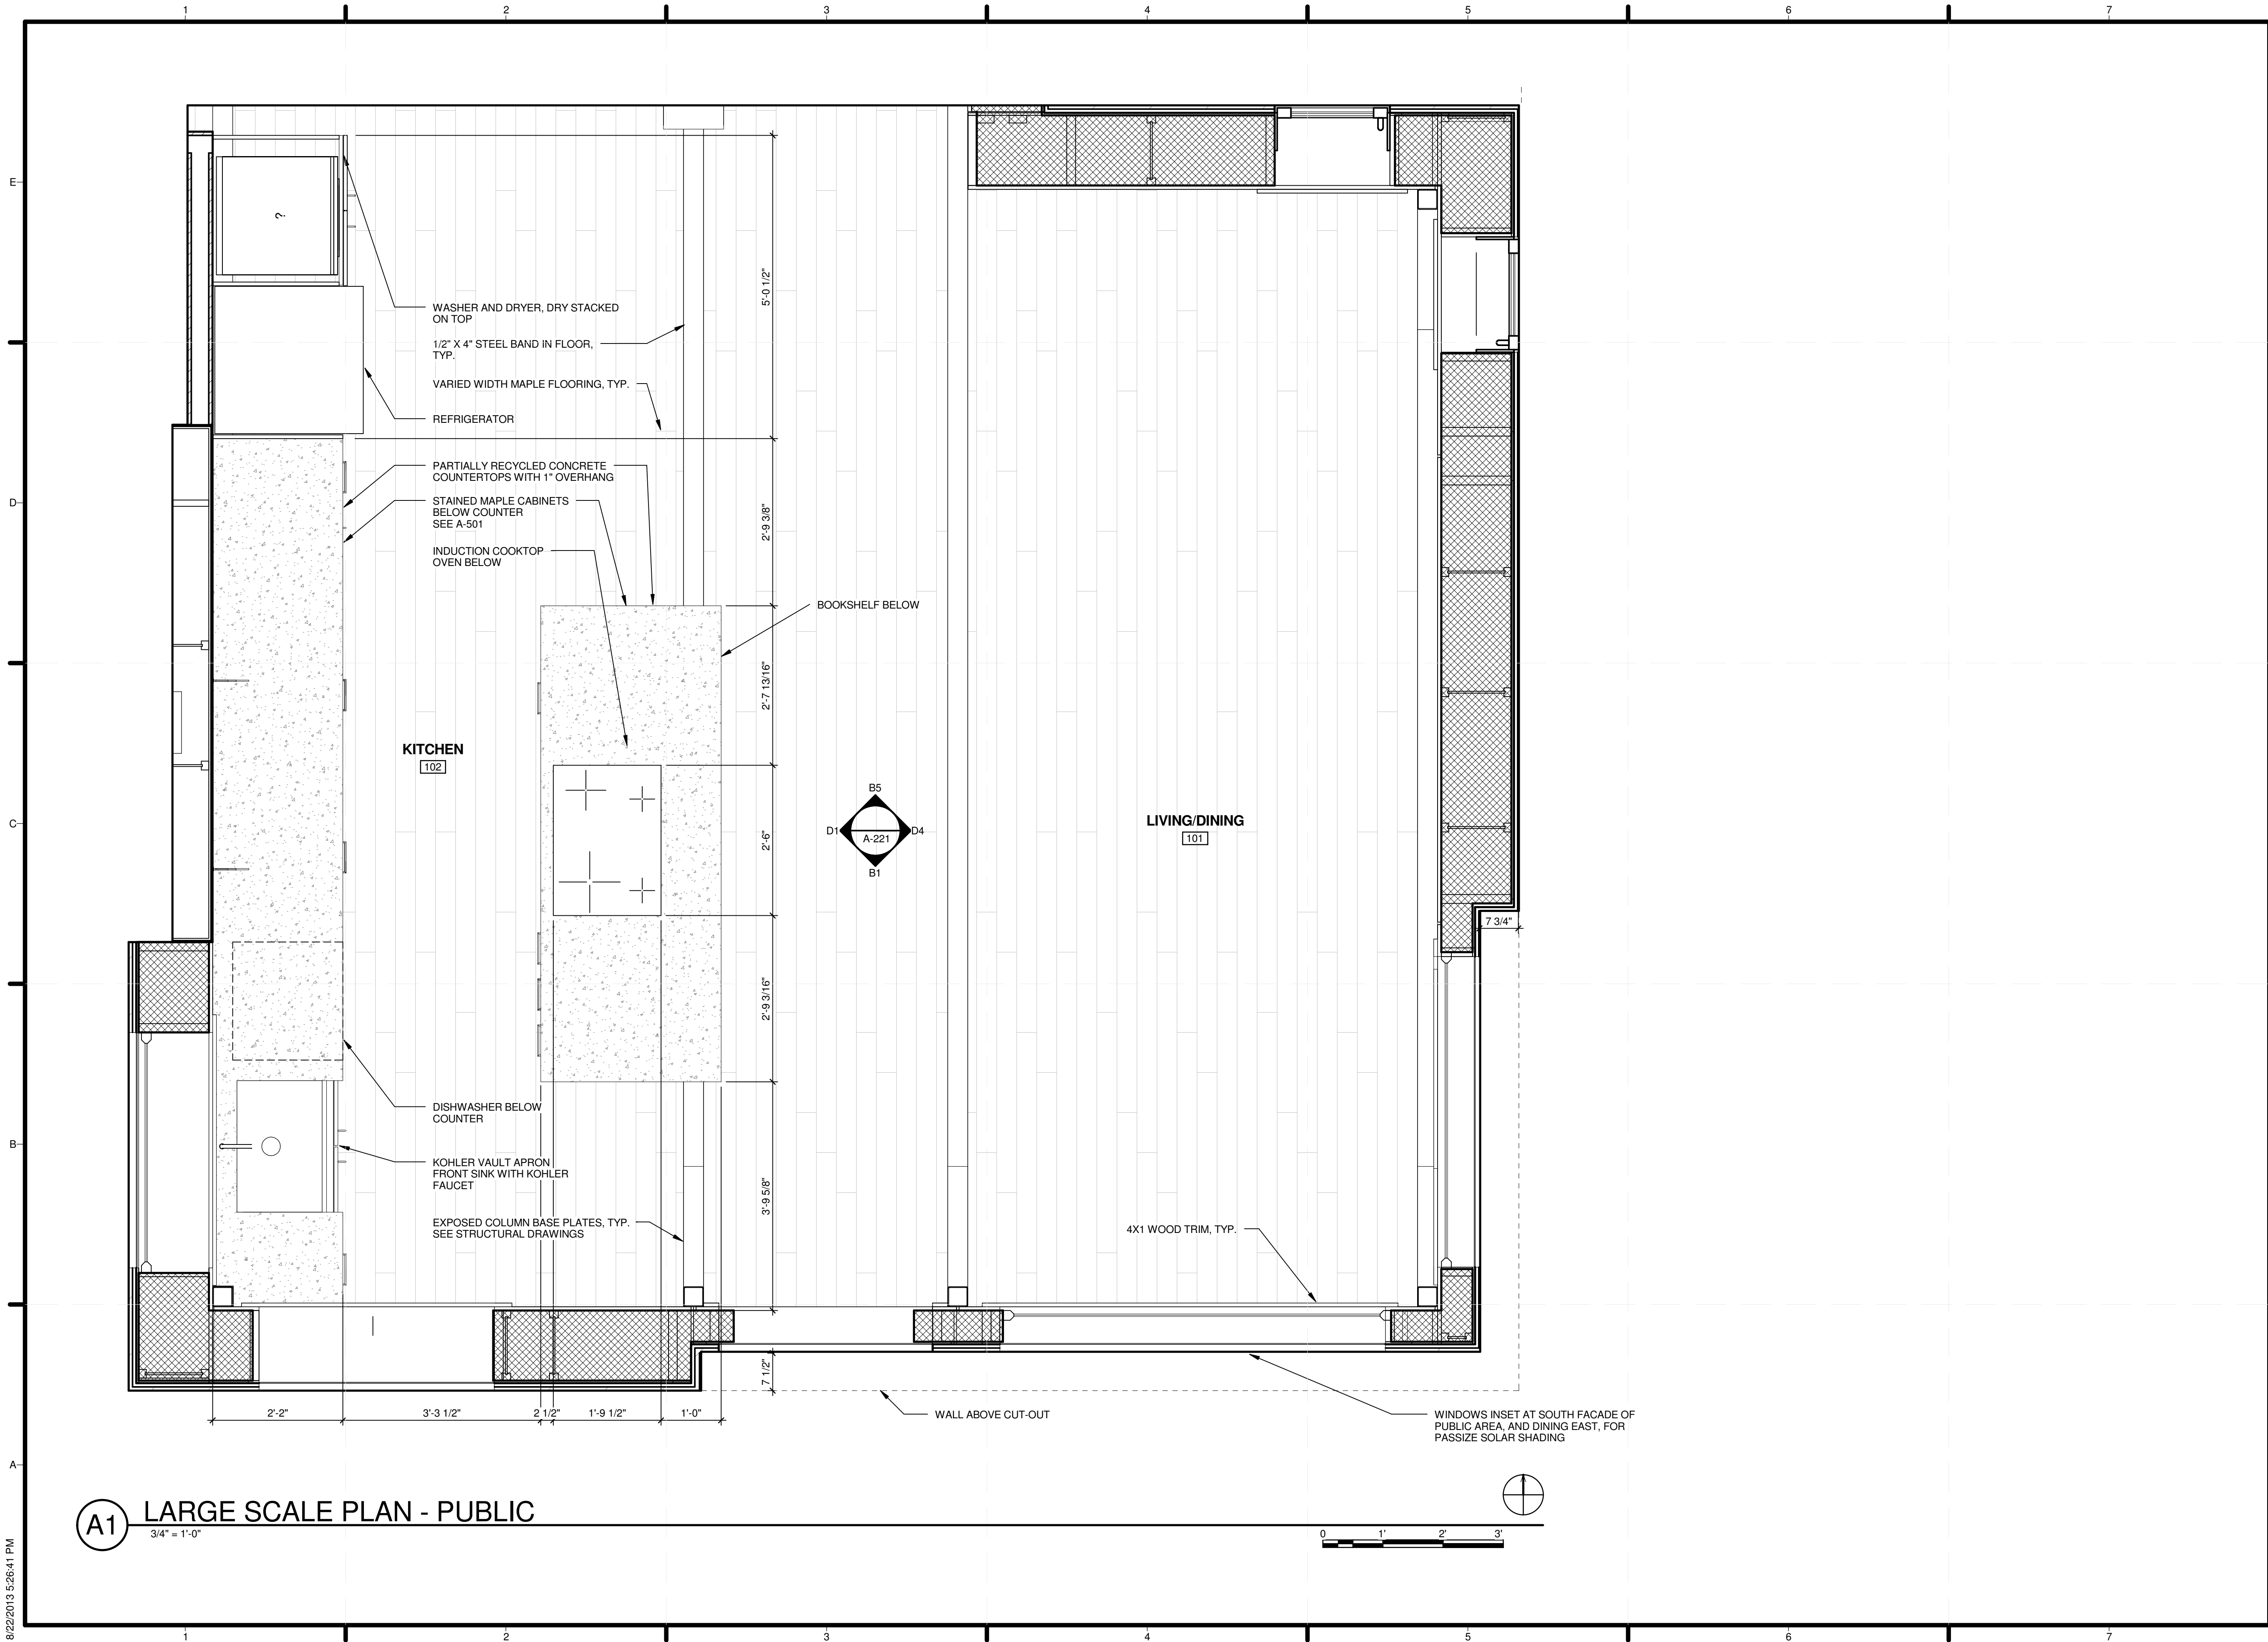 1 2 3 4 5 6 7
E
D
C
B
A
?
WASHER AND DRYER, DRY STACKED
ON TOP
1/2" X 4" STEEL BAND IN FLOOR,
TYP.
VARIED WIDTH MAPLE FLOORING, TYP.
REFRIGERATOR
PARTIALLY RECYCLED CONCRETE
COUNTERTOPS WITH 1" OVERHANG
STAINED MAPLE CABINETS
BELOW COUNTER
SEE A-501
INDUCTION COOKTOP
OVEN BELOW
BOOKSHELF BELOW
5'-0 1/2"
2'-9 3/8"
2'-7 13/16"
2'-6"
2'-9 3/16"
3'-9 5/8"
7 1/2"
KITCHEN
102
B5
D1
A-221
D4
B1
LIVING/DINING
101
7 3/4"
DISHWASHER BELOW
COUNTER
KOHLER VAULT APRON
FRONT SINK WITH KOHLER
FAUCET
EXPOSED COLUMN BASE PLATES, TYP.
SEE STRUCTURAL DRAWINGS
4X1 WOOD TRIM, TYP.
2'-2"
3'-3 1/2"
2 1/2"
1'-9 1/2"
1'-0"
WALL ABOVE CUT-OUT
WINDOWS INSET AT SOUTH FACADE OF
PUBLIC AREA, AND DINING EAST, FOR
PASSIZE SOLAR SHADING
A1
LARGE SCALE PLAN - PUBLIC
3/4" = 1'-0"
0 1' 2' 3'
8/22/2013 5:26:41 PM
1 2 3 4 5 6 7